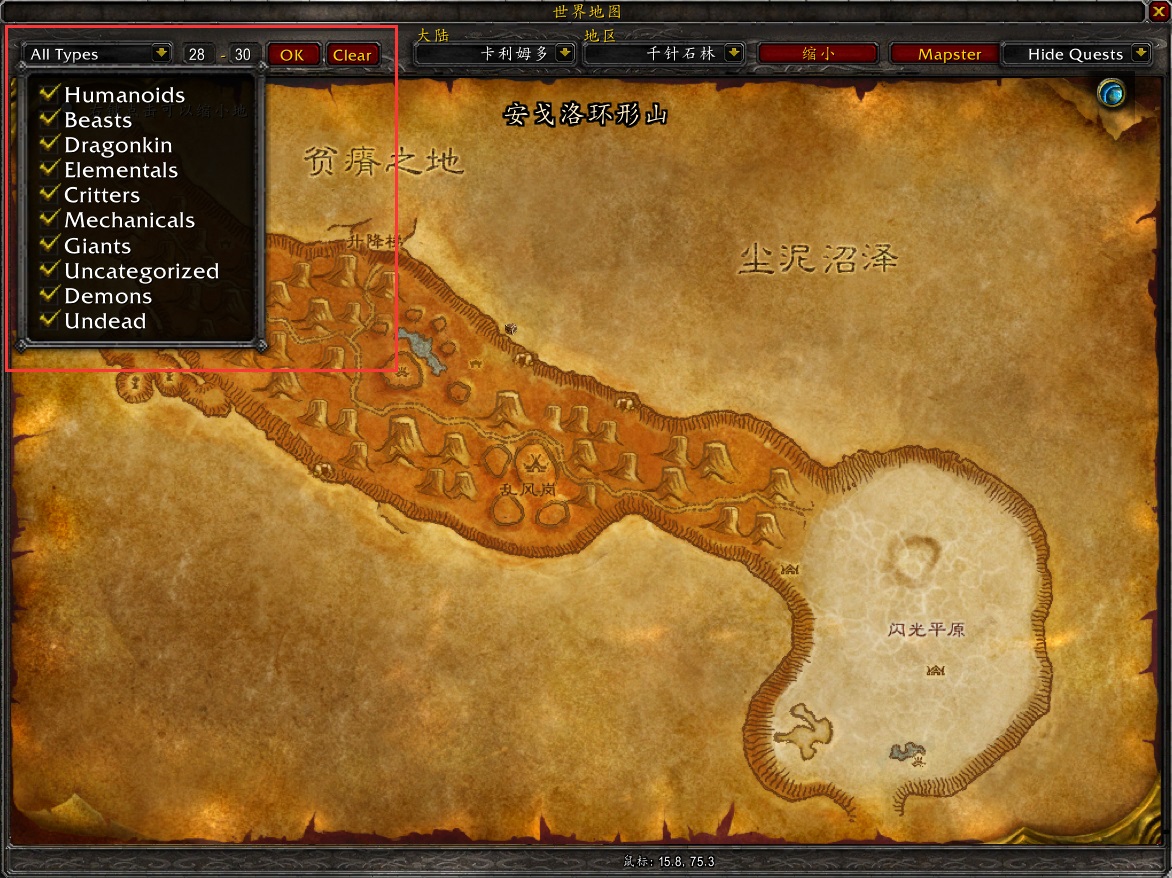 世界地图
大陆
地区
All Types
28 - 30
OK
Clear
卡利姆多
千针石林
缩小
Mapster
Hide Quests
Humanoids
Beasts
Dragonkin
Elementals
Critters
Mechanicals
Giants
Uncategorized
Demons
Undead
安戈洛环形山
贫瘠之地
尘泥沼泽
升降梯
乱风岗
闪光平原
鼠标: 15.8, 75.3